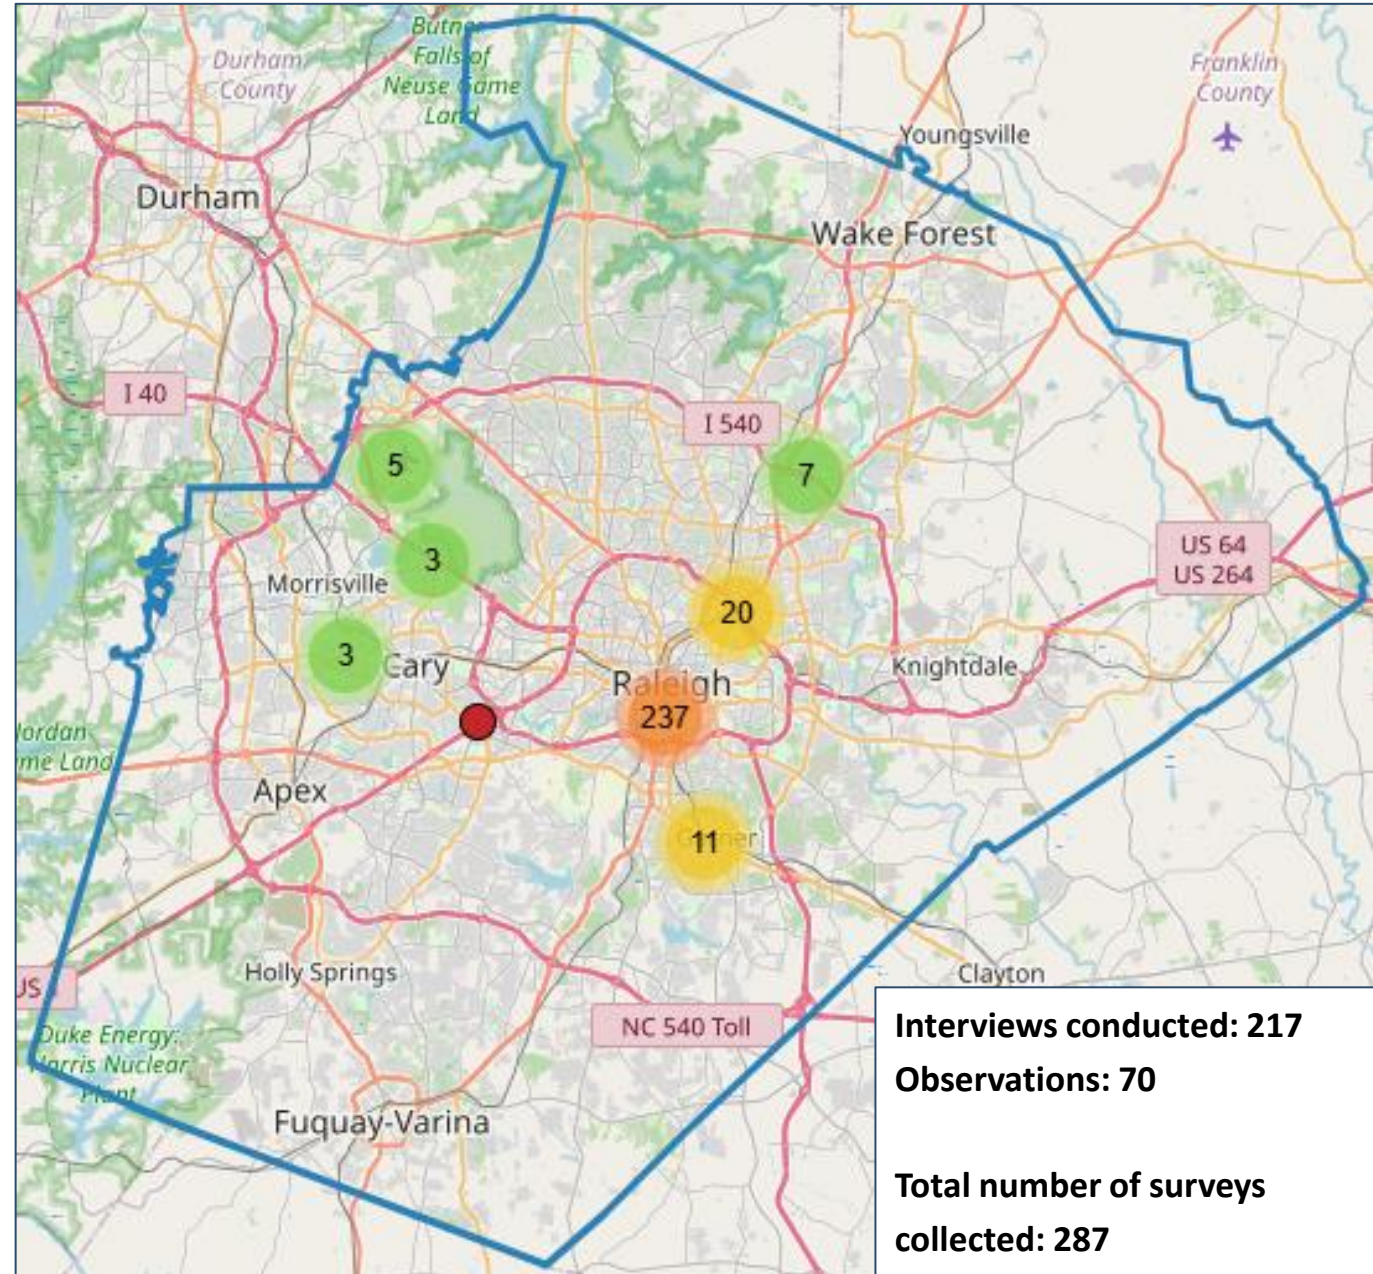 Butner
Falls of
Neuse Game
Land
Durham
County
Franklin
County
Youngsville
Durham
Wake Forest
I 40
I 540
5
7
3
US 64
US 264
Morrisville
20
3
Cary
Knightdale
Raleigh
237
Jordan
Game Land
Apex
11
Garner
Holly Springs
Clayton
US
NC 540 Toll
Duke Energy:
Harris Nuclear
Plant
Fuquay-Varina
Interviews conducted: 217
Observations: 70
Total number of surveys
collected: 287